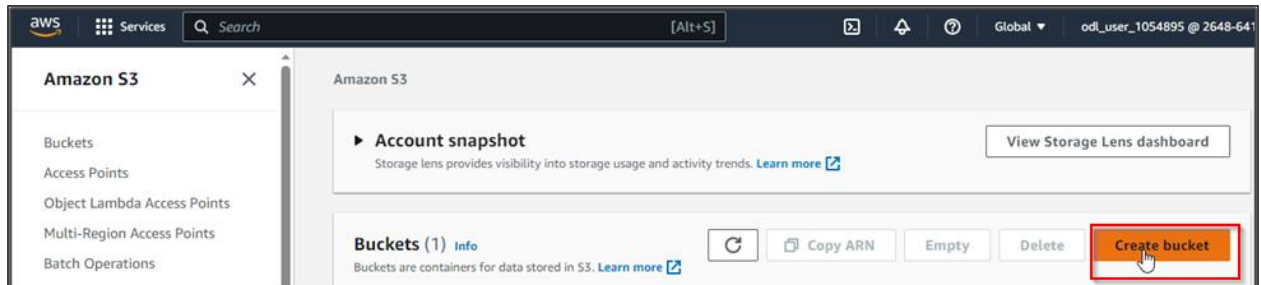 aws Services Search [Alt+S] Global ▼ odl_user_1054895 @ 2648-641
Amazon S3
Buckets
Access Points
Object Lambda Access Points
Multi-Region Access Points
Batch Operations
Amazon S3
Account snapshot
Storage lens provides visibility into storage usage and activity trends. Learn more
View Storage Lens dashboard
Buckets (1) Info
Buckets are containers for data stored in S3. Learn more
Copy ARN Empty Delete Create bucket